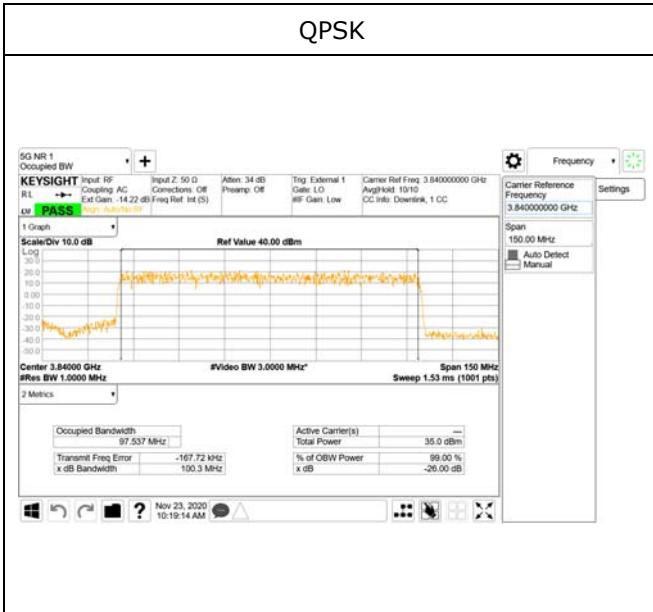 QPSK
5G NR 1
Occupied BW
+
Frequency
KEYSIGHT Input: RF Input Z: 50 Ω Atten: 34 dB Trig: External 1 Carrier Ref Freq: 3.840000000 GHz
RL Coupling: AC Corrections: Off Preamp: Off Gate: LO Avg|Hold: 10/10
Ext Gain: -14.22 dB Freq Ref: Int (S) #IF Gain: Low CC Info: Downlink, 1 CC
PASS Align: Auto/No RF
Carrier Reference
Frequency
3.840000000 GHz
Settings
Span
150.00 MHz
Auto Detect
Manual
1 Graph
Scale/Div 10.0 dB Ref Value 40.00 dBm
Log
30.0
20.0
10.0
0.00
-10.0
-20.0
-30.0
-40.0
-50.0
Center 3.84000 GHz #Video BW 3.0000 MHz* Span 150 MHz
#Res BW 1.0000 MHz Sweep 1.53 ms (1001 pts)
2 Metrics
Occupied Bandwidth Active Carrier(s) ---
97.537 MHz Total Power 35.0 dBm
Transmit Freq Error -167.72 kHz % of OBW Power 99.00 %
x dB Bandwidth 100.3 MHz x dB -26.00 dB
? Nov 23, 2020
10:19:14 AM